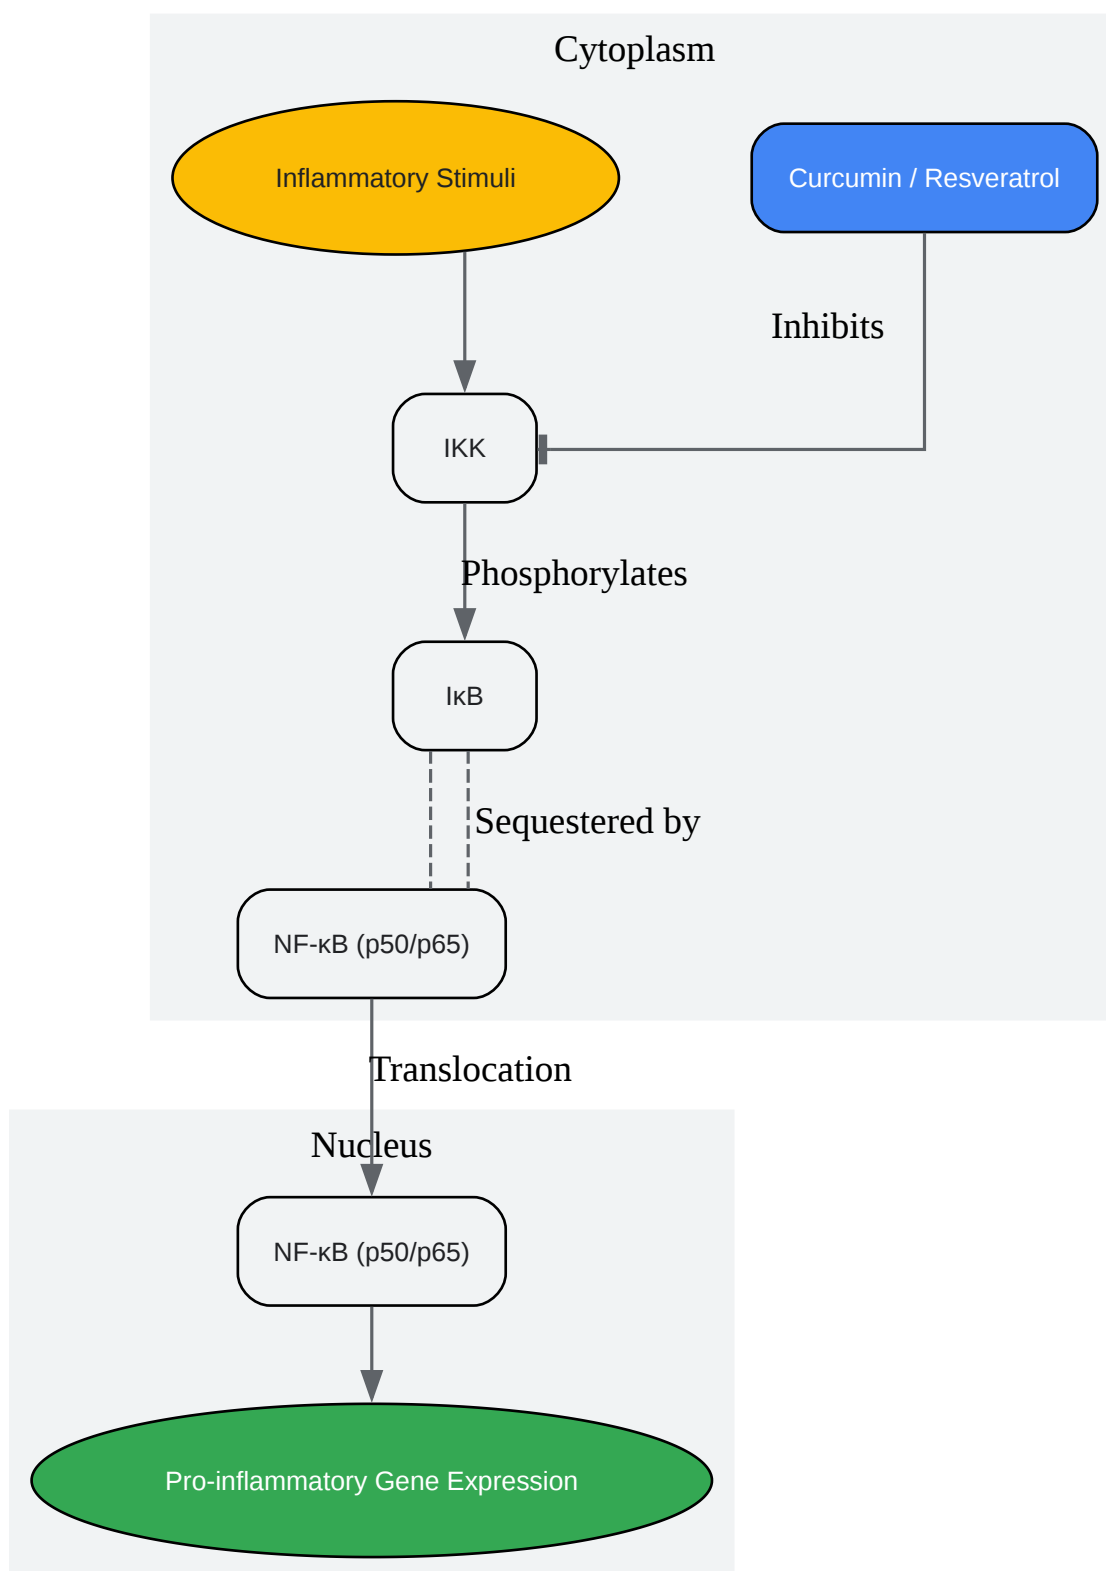 Cytoplasm
Inflammatory Stimuli
Curcumin / Resveratrol
Inhibits
IKK
Phosphorylates
IκB
Sequestered by
NF-κB (p50/p65)
Translocation
Nucleus
NF-κB (p50/p65)
Pro-inflammatory Gene Expression